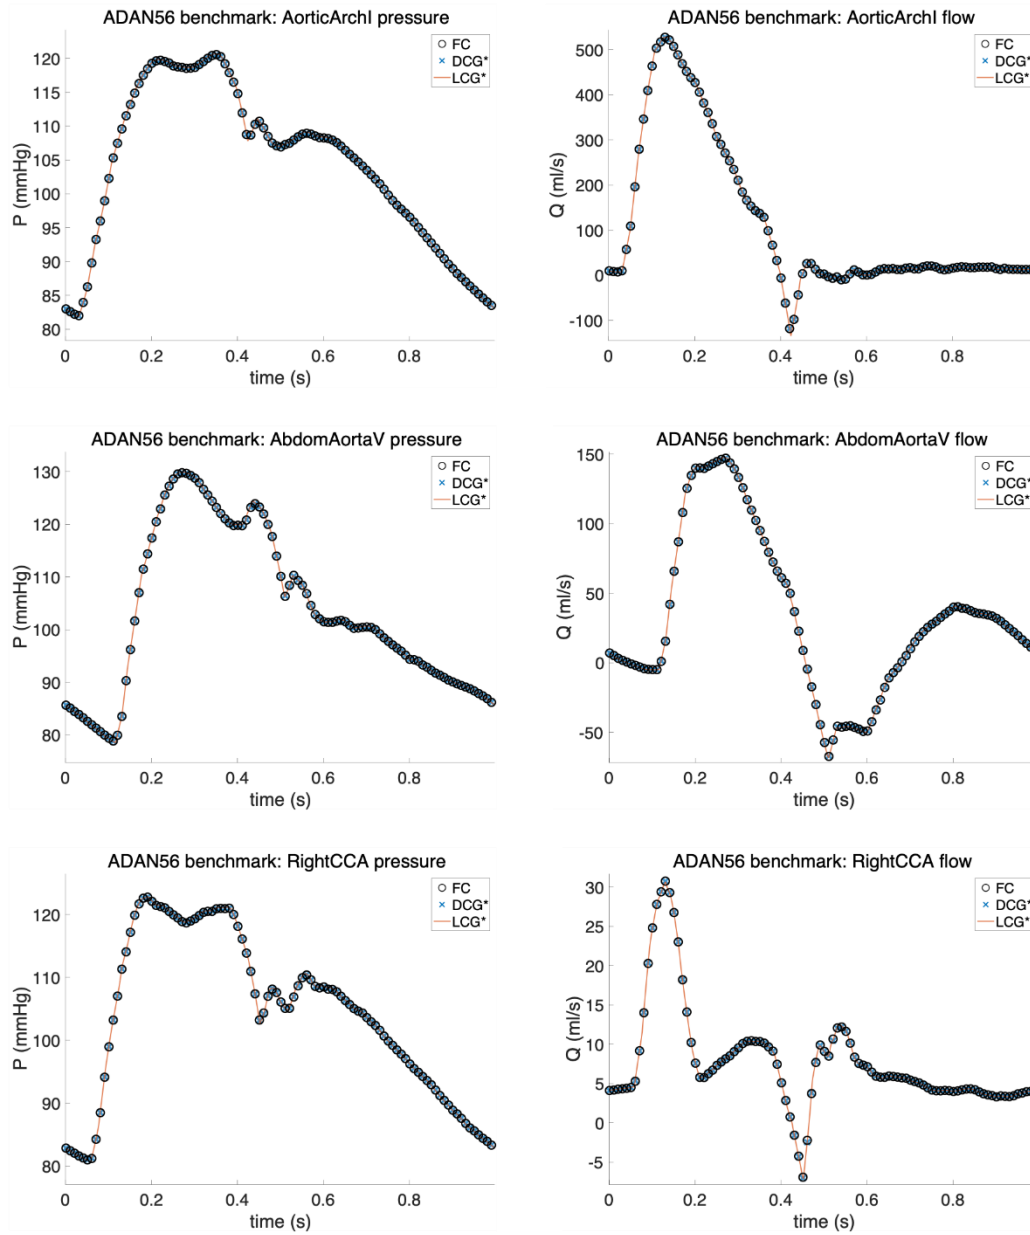 ADAN56 benchmark: AorticArchI pressure
P (mmHg)
120
115
110
105
100
95
90
85
80
0 0.2 0.4 0.6 0.8
time (s)
FC
DCG*
LCG*
ADAN56 benchmark: AorticArchI flow
Q (ml/s)
500
400
300
200
100
0
-100
0 0.2 0.4 0.6 0.8
time (s)
FC
DCG*
LCG*
ADAN56 benchmark: AbdomAortaV pressure
P (mmHg)
130
120
110
100
90
80
0 0.2 0.4 0.6 0.8
time (s)
FC
DCG*
LCG*
ADAN56 benchmark: AbdomAortaV flow
Q (ml/s)
150
100
50
0
-50
0 0.2 0.4 0.6 0.8
time (s)
FC
DCG*
LCG*
ADAN56 benchmark: RightCCA pressure
P (mmHg)
120
110
100
90
80
0 0.2 0.4 0.6 0.8
time (s)
FC
DCG*
LCG*
ADAN56 benchmark: RightCCA flow
Q (ml/s)
30
25
20
15
10
5
0
-5
0 0.2 0.4 0.6 0.8
time (s)
FC
DCG*
LCG*